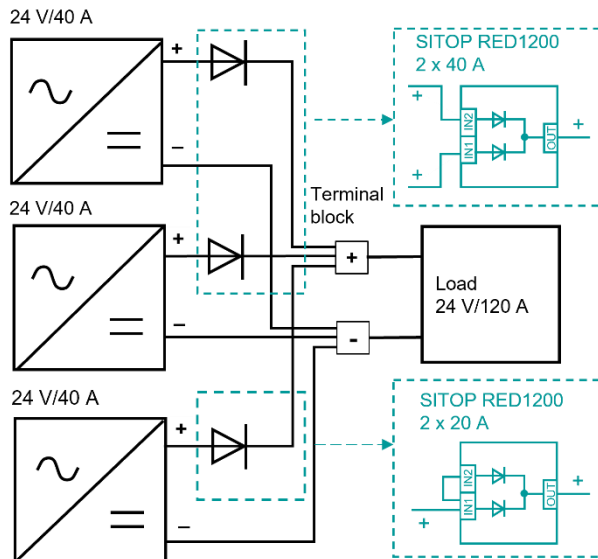 24 V/40 A
+
–
24 V/40 A
+
–
24 V/40 A
+
–
Terminal
block
+
-
Load
24 V/120 A
SITOP RED1200
2 x 40 A
+
+
IN2
IN1
OUT
+
SITOP RED1200
2 x 20 A
+
IN2
IN1
OUT
+